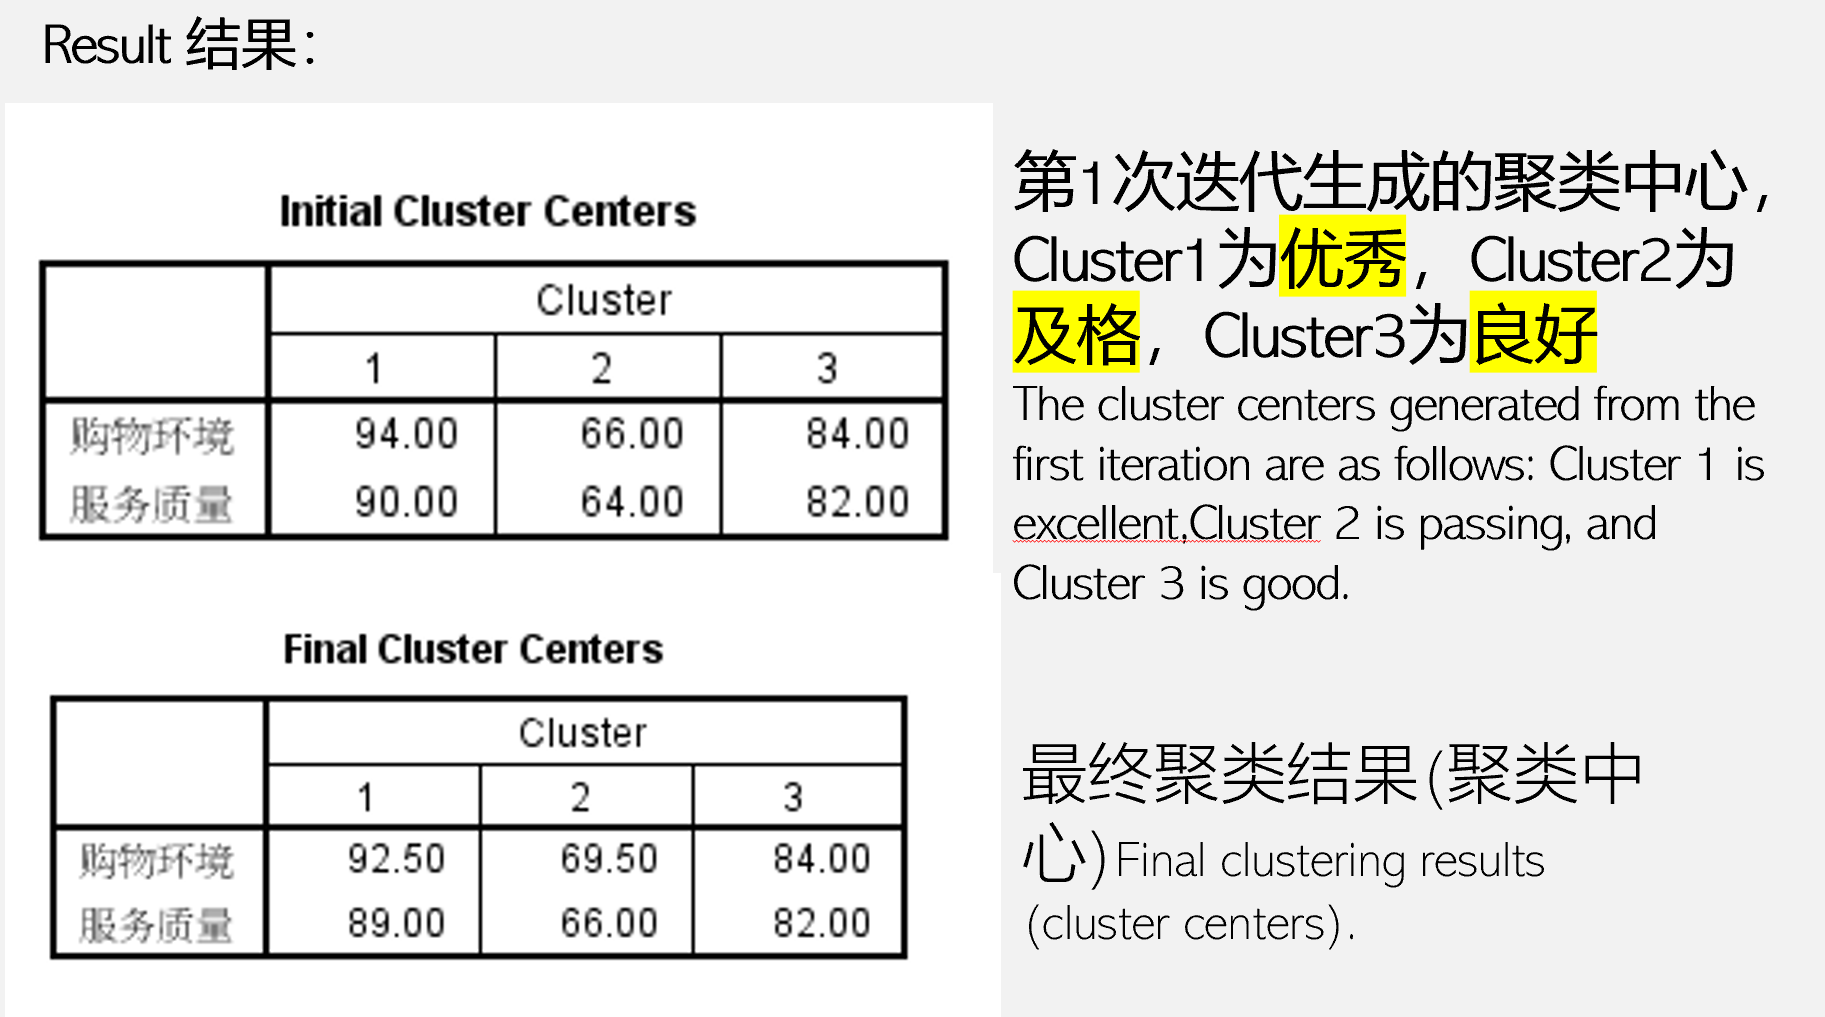 Result 结果：
Initial Cluster Centers
Cluster
1 2 3
购物环境 94.00 66.00 84.00
服务质量 90.00 64.00 82.00
第1次迭代生成的聚类中心，
Cluster1为优秀，Cluster2为
及格，Cluster3为良好
The cluster centers generated from the
first iteration are as follows: Cluster 1 is
excellent,Cluster 2 is passing, and
Cluster 3 is good.
Final Cluster Centers
Cluster
1 2 3
购物环境 92.50 69.50 84.00
服务质量 89.00 66.00 82.00
最终聚类结果(聚类中
心)Final clustering results
(cluster centers).